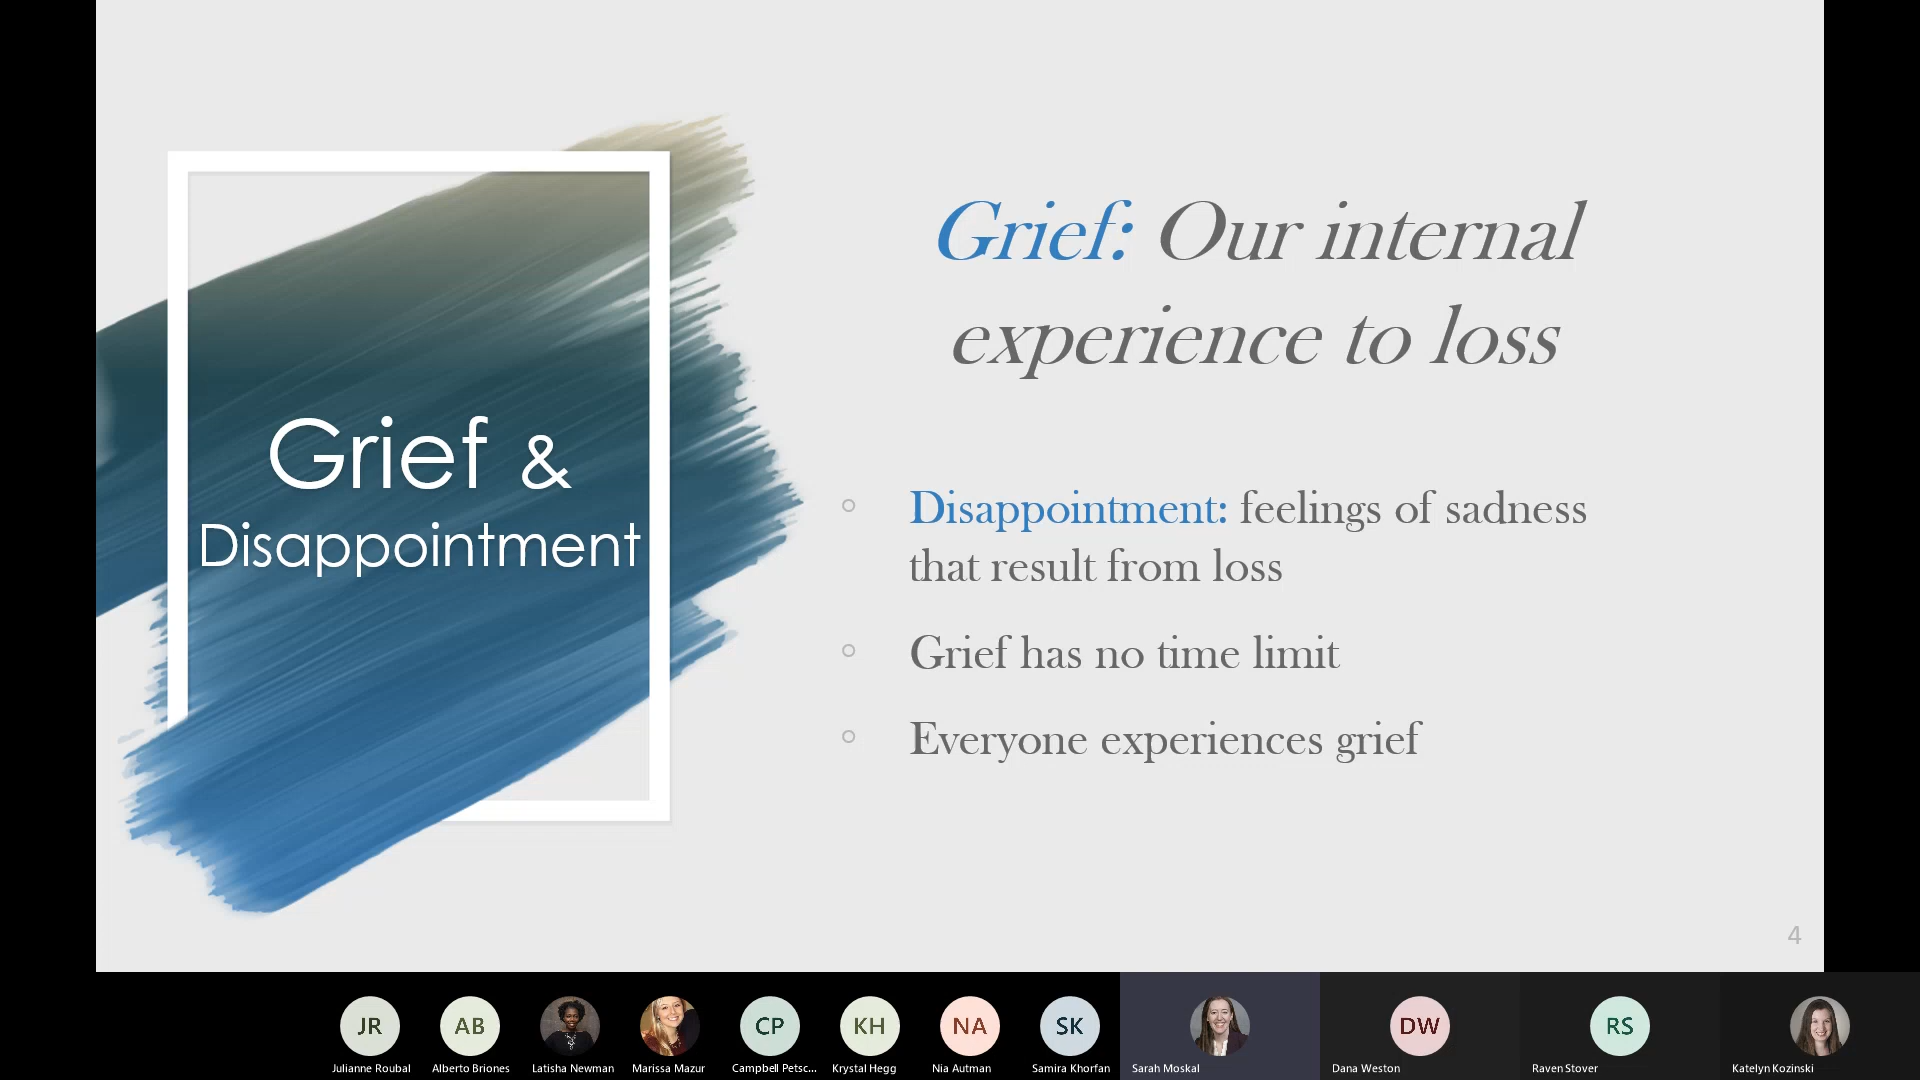 Grief &
Disappointment
Grief: Our internal
experience to loss
Disappointment: feelings of sadness
that result from loss
Grief has no time limit
Everyone experiences grief
4
JR
AB
CP
KH
NA
SK
DW
RS
Julianne Roubal
Alberto Briones
Latisha Newman
Marissa Mazur
Campbell Petsc...
Krystal Hegg
Nia Autman
Samira Khorfan
Sarah Moskal
Dana Weston
Raven Stover
Katelyn Kozinski